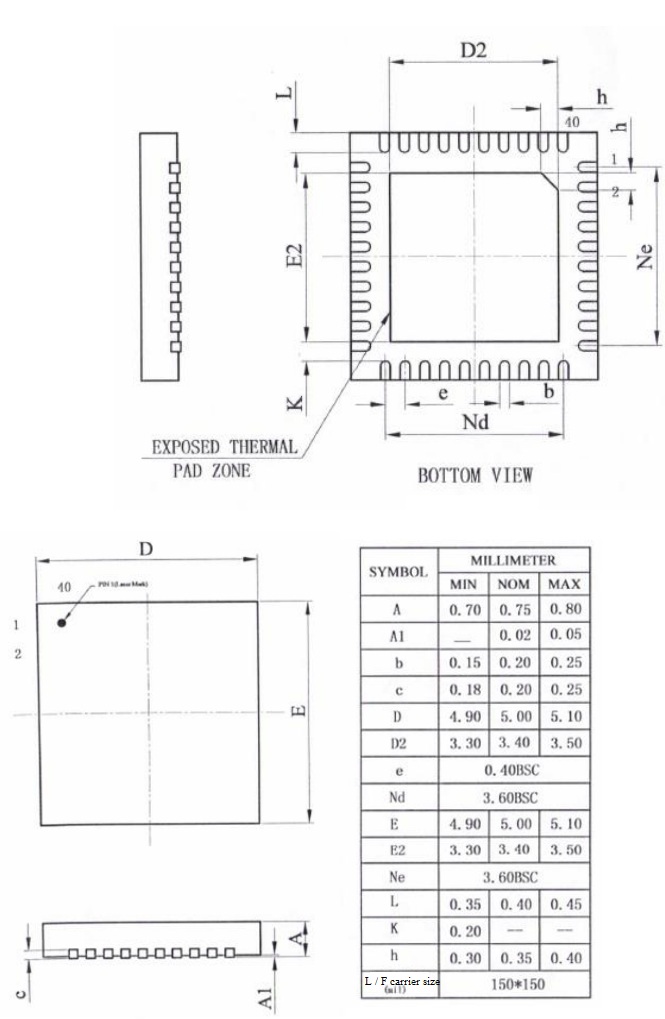 D2
L
h
40
h
1
2
E2
Ne
K
e
b
Nd
EXPOSED THERMAL
PAD ZONE
BOTTOM VIEW
D
40
PIN 1(Laser Mark)
1
2
E
A
c
A1
SYMBOL
MILLIMETER
MIN NOM MAX
A 0.70 0.75 0.80
A1 — 0.02 0.05
b 0.15 0.20 0.25
c 0.18 0.20 0.25
D 4.90 5.00 5.10
D2 3.30 3.40 3.50
e 0.40BSC
Nd 3.60BSC
E 4.90 5.00 5.10
E2 3.30 3.40 3.50
Ne 3.60BSC
L 0.35 0.40 0.45
K 0.20 — —
h 0.30 0.35 0.40
L / F carrier size 150*150
(mil)